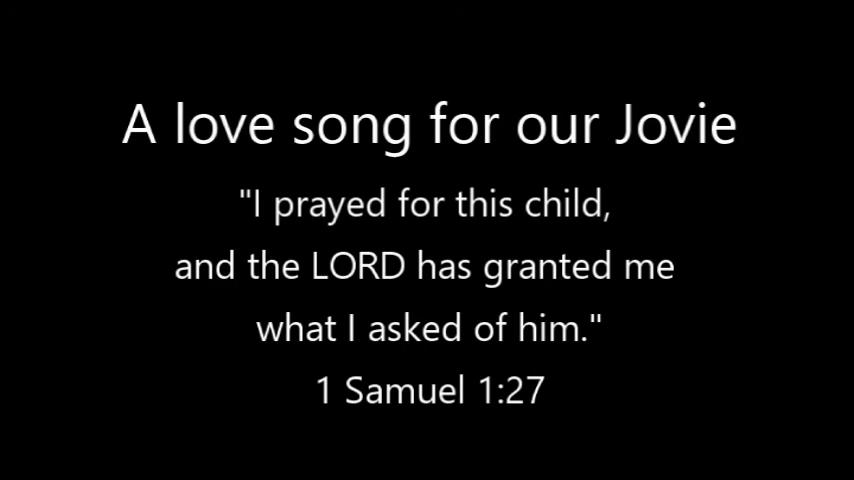 A love song for our Jovie
"I prayed for this child,
and the LORD has granted me
what I asked of him."
1 Samuel 1:27